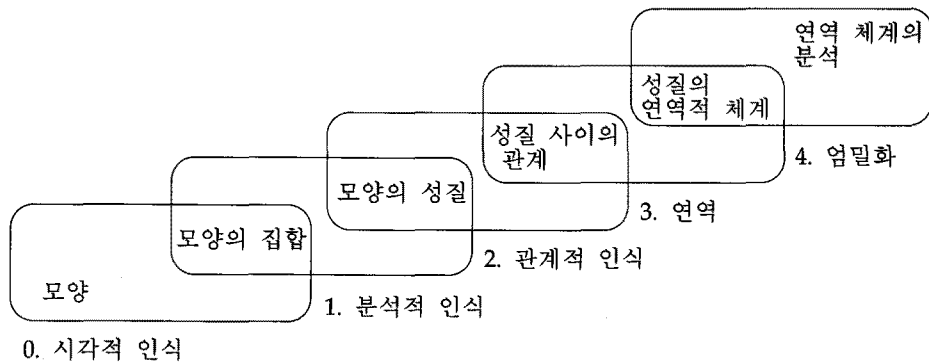 연역 체계의
분석
성질의
연역적 체계
4. 엄밀화
성질 사이의
관계
3. 연역
모양의 성질
2. 관계적 인식
모양의 집합
1. 분석적 인식
모양
0. 시각적 인식